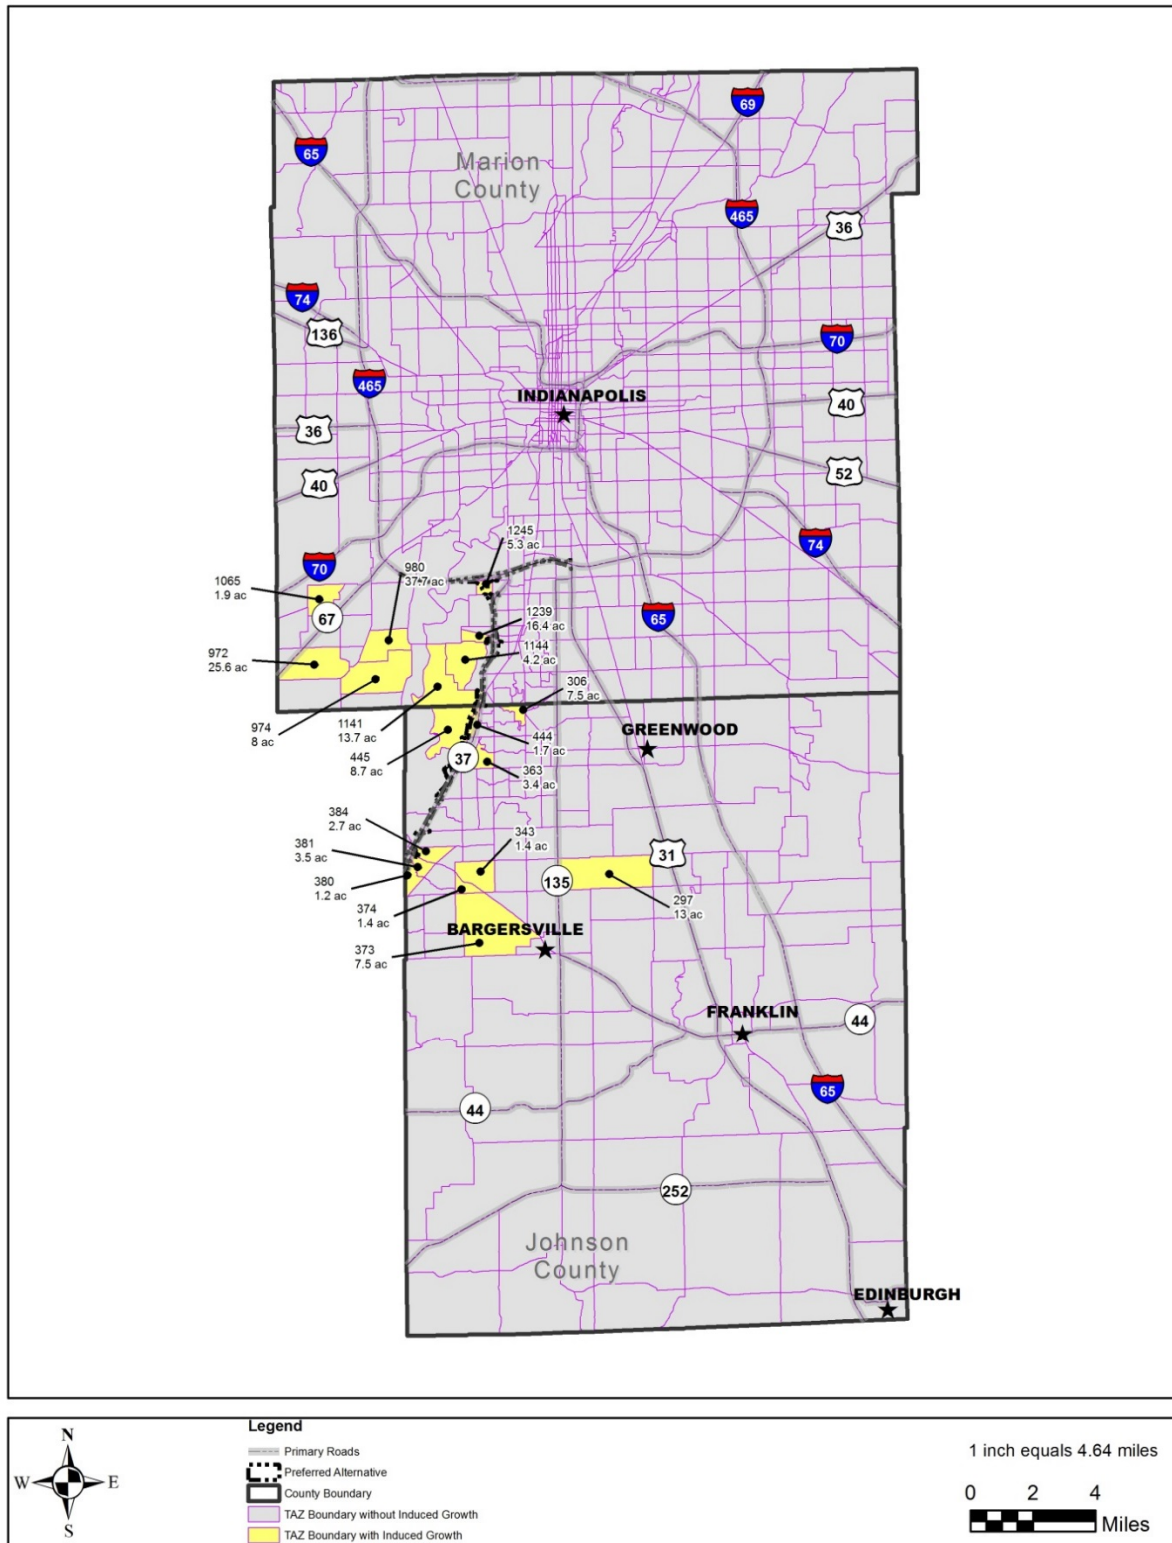 69
65
Marion
County
465
36
74
136
70
465
INDIANAPOLIS
40
36
52
40
74
1245
5.3 ac
70
980
37.7 ac
1065
1.9 ac
67
65
1239
16.4 ac
1144
4.2 ac
972
25.6 ac
306
7.5 ac
974
8 ac
1141
13.7 ac
444
1.7 ac
GREENWOOD
445
8.7 ac
37
363
3.4 ac
384
2.7 ac
343
1.4 ac
381
3.5 ac
31
380
1.2 ac
135
374
1.4 ac
297
13 ac
BARGERSVILLE
373
7.5 ac
FRANKLIN
44
65
44
252
Johnson
County
EDINBURGH
Legend
Primary Roads
Preferred Alternative
County Boundary
TAZ Boundary without Induced Growth
TAZ Boundary with Induced Growth
N
W
E
S
1 inch equals 4.64 miles
0 2 4
Miles